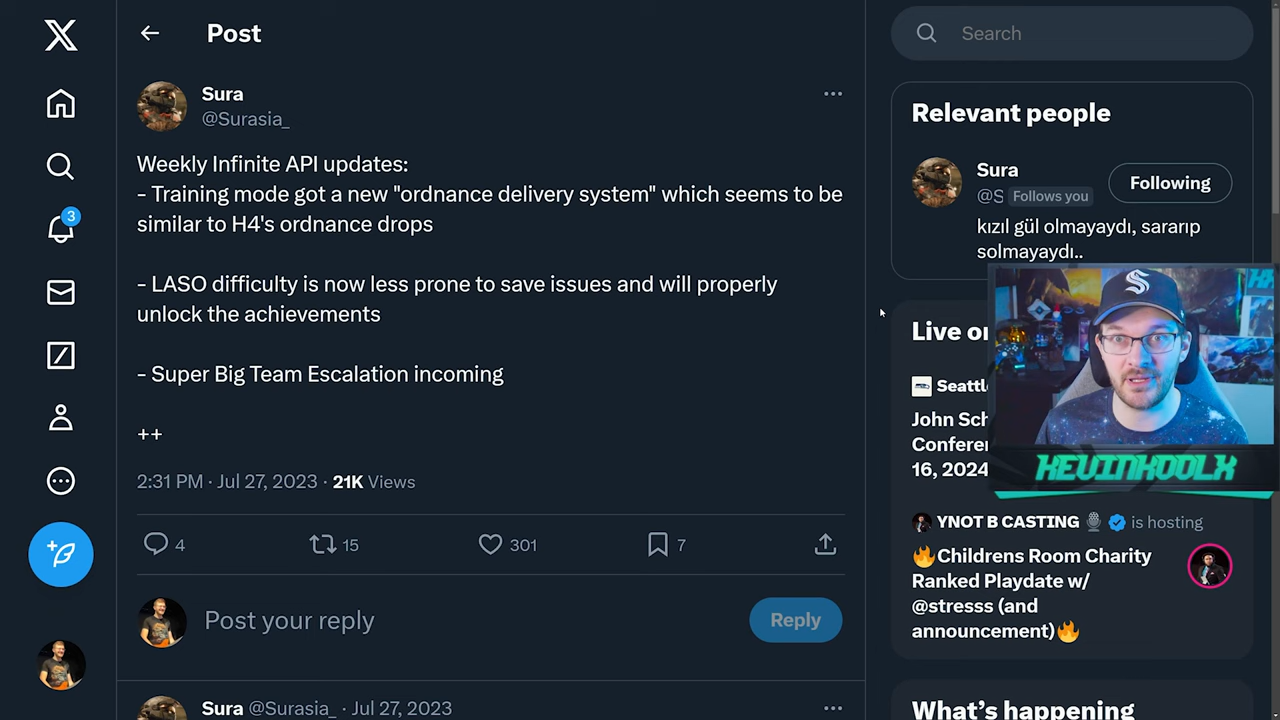 Post
Sura
@Surasia_
Weekly Infinite API updates:
- Training mode got a new "ordnance delivery system" which seems to be
similar to H4's ordnance drops
- LASO difficulty is now less prone to save issues and will properly
unlock the achievements
- Super Big Team Escalation incoming
++
2:31 PM · Jul 27, 2023 · 21K Views
4
15
301
7
Post your reply
Reply
Sura @Surasia_ · Jul 27, 2023
3
Search
Relevant people
Sura
@S Follows you
Following
kızıl gül olmayaydı, sararıp
solmayaydı..
Live on
Seattle
John Sch
Conferen
16, 2024
KEVINKOOLX
YNOT B CASTING is hosting
Childrens Room Charity
Ranked Playdate w/
@stresss (and
announcement)
What's happening